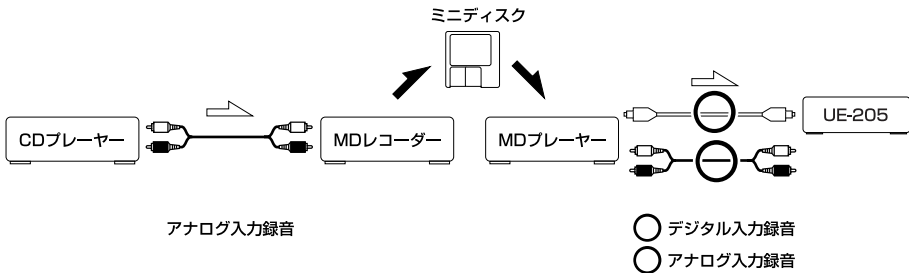 ミニディスク
CDプレーヤー
MDレコーダー
MDプレーヤー
UE-205
アナログ入力録音
デジタル入力録音
アナログ入力録音